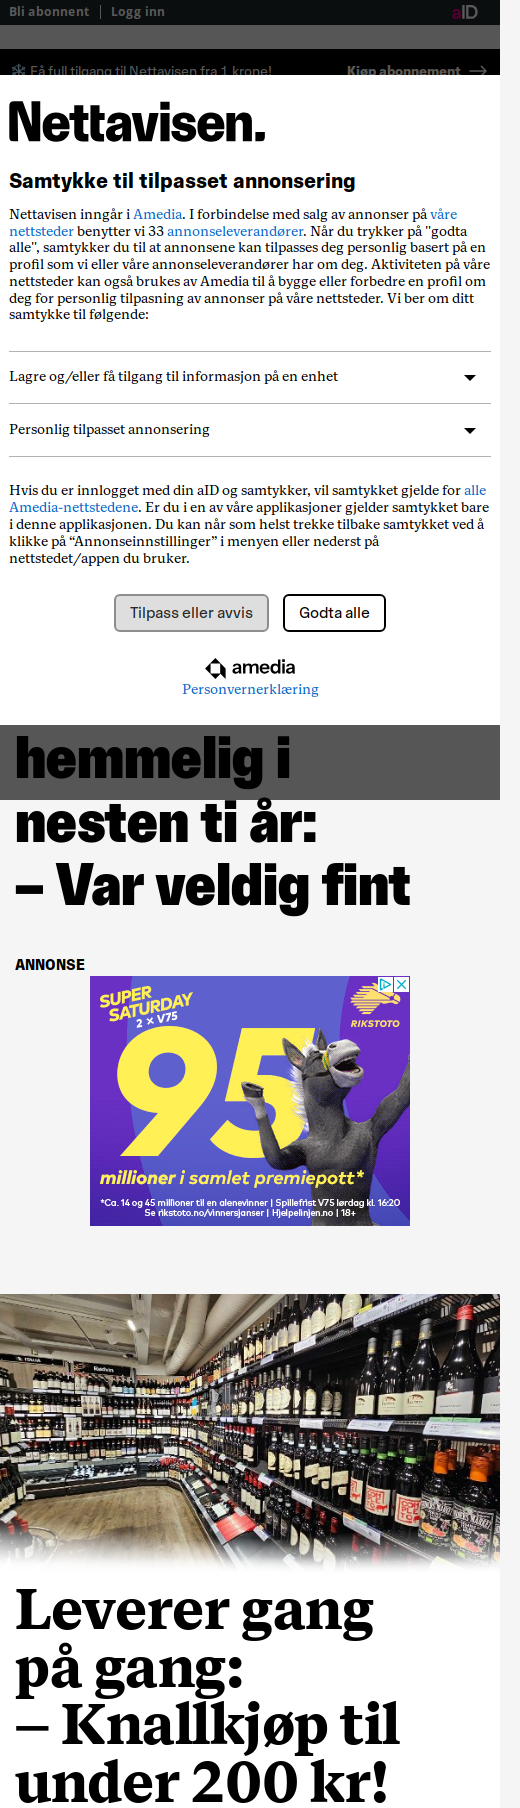 Bli abonnent
Logg inn
aID
Få full tilgang til Nettavisen fra 1 krone!
Kjøp abonnement
Nettavisen.
Samtykke til tilpasset annonsering
Nettavisen inngår i Amedia. I forbindelse med salg av annonser på våre
nettsteder benytter vi 33 annonseleverandører. Når du trykker på "godta
alle", samtykker du til at annonsene kan tilpasses deg personlig basert på en
profil som vi eller våre annonseleverandører har om deg. Aktiviteten på våre
nettsteder kan også brukes av Amedia til å bygge eller forbedre en profil om
deg for personlig tilpasning av annonser på våre nettsteder. Vi ber om ditt
samtykke til følgende:
Lagre og/eller få tilgang til informasjon på en enhet
Personlig tilpasset annonsering
Hvis du er innlogget med din aID og samtykker, vil samtykket gjelde for alle
Amedia-nettstedene. Er du i en av våre applikasjoner gjelder samtykket bare
i denne applikasjonen. Du kan når som helst trekke tilbake samtykket ved å
klikke på “Annonseinnstillinger” i menyen eller nederst på
nettstedet/appen du bruker.
Tilpass eller avvis
Godta alle
amedia
Personvernerklæring
hemmelig i
nesten ti år:
– Var veldig fint
ANNONSE
SUPER
SATURDAY
2 x V75
RIKSTOTO
95
millioner i samlet premiepott*
*Ca. 14 og 45 millioner til en alenevinner | Spillefrist V75 lørdag kl. 16:20
Se rikstoto.no/vinnersjanser | Hjelpelinjen.no | 18+
Rødvin
Leverer gang
på gang:
– Knallkjøp til
under 200 kr!